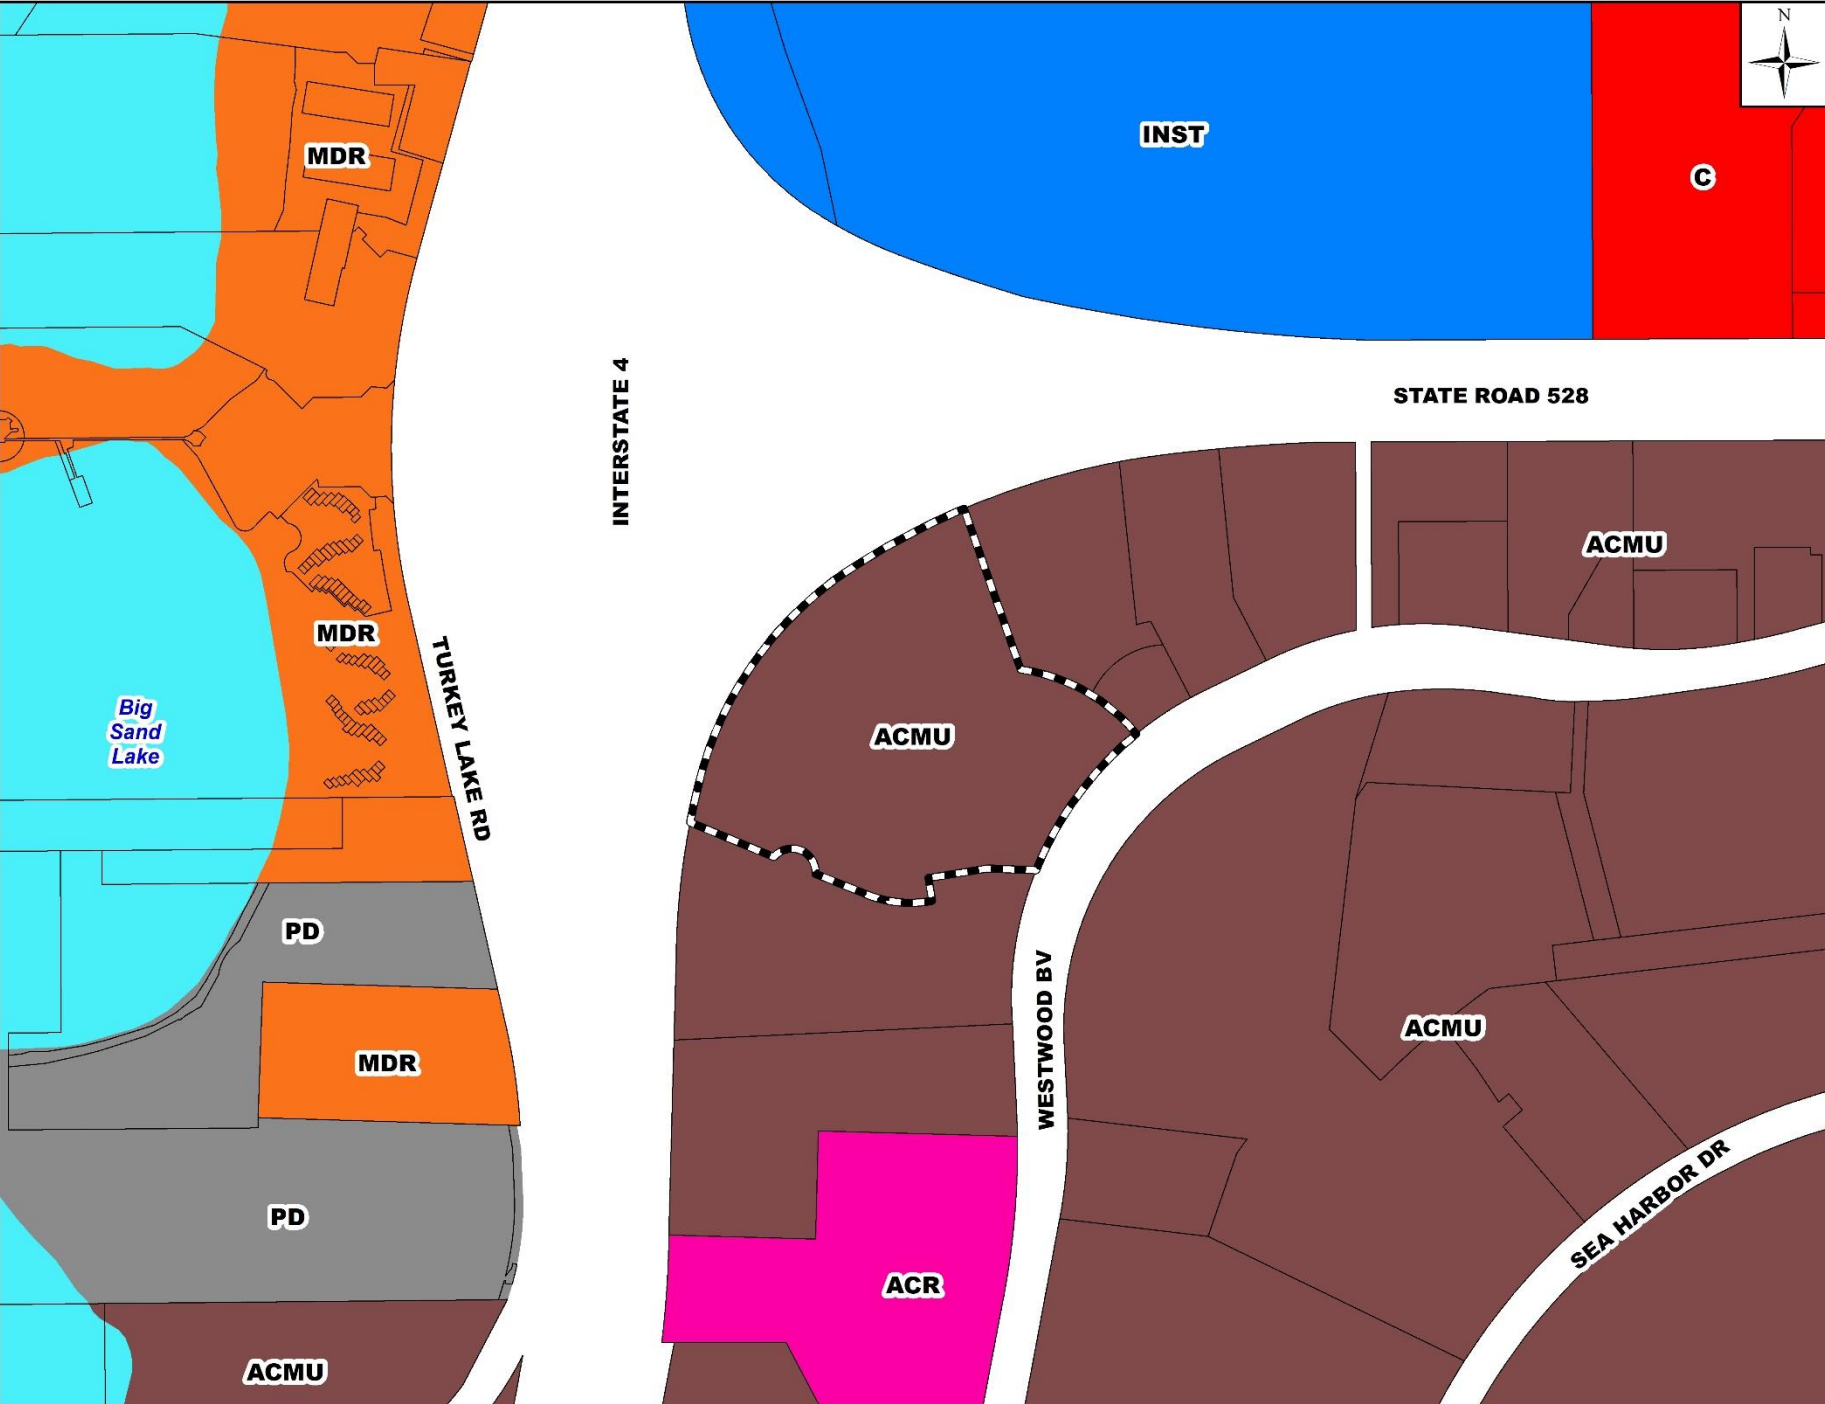 N
INST
MDR
C
INTERSTATE 4
STATE ROAD 528
ACMU
MDR
TURKEY LAKE RD
Big
Sand
Lake
ACMU
PD
WESTWOOD BV
ACMU
MDR
SEA HARBOR DR
PD
ACR
ACMU